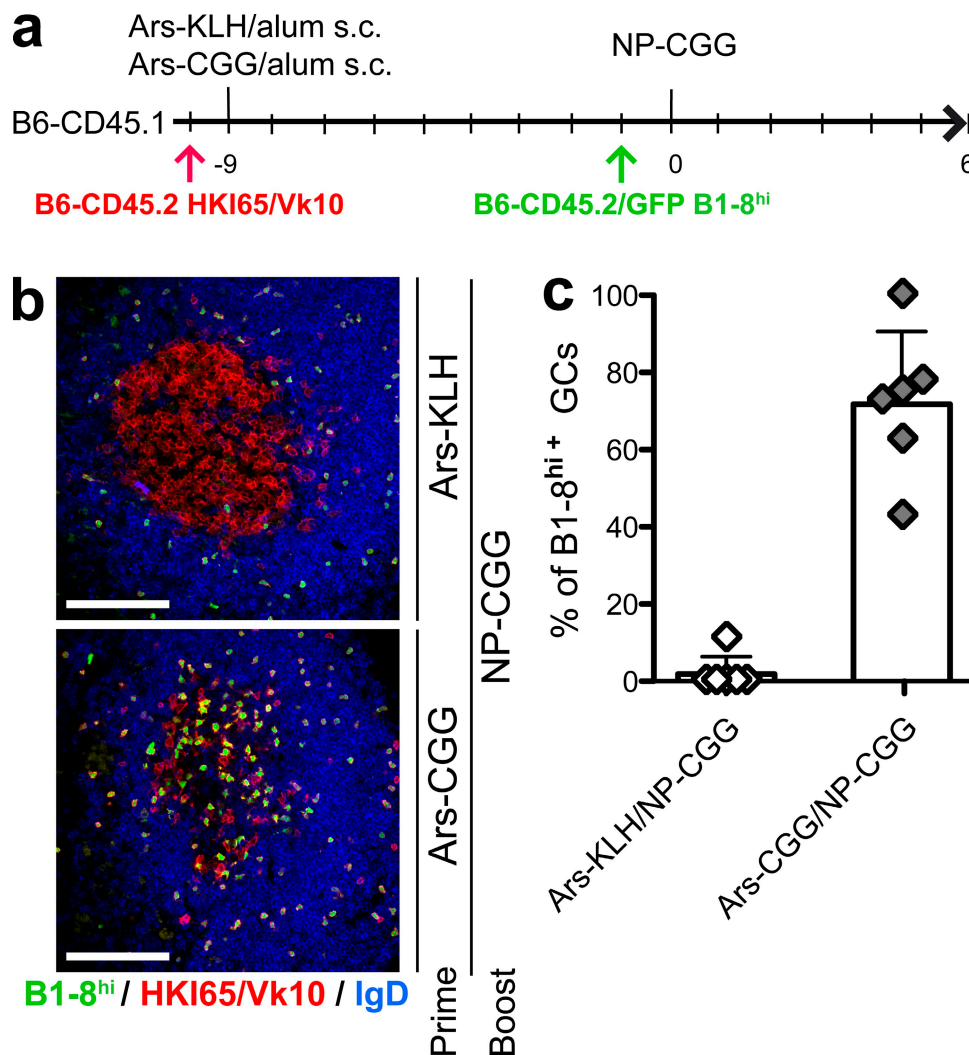 a
Ars-KLH/alum s.c.
Ars-CGG/alum s.c.
NP-CGG
B6-CD45.1
-9
0
6
B6-CD45.2 HKI65/Vk10
B6-CD45.2/GFP B1-8hi
b
Ars-KLH
Ars-CGG
NP-CGG
Prime
Boost
B1-8hi / HKI65/Vk10 / IgD
c
% of B1-8hi + GCs
100
80
60
40
20
0
Ars-KLH/NP-CGG
Ars-CGG/NP-CGG